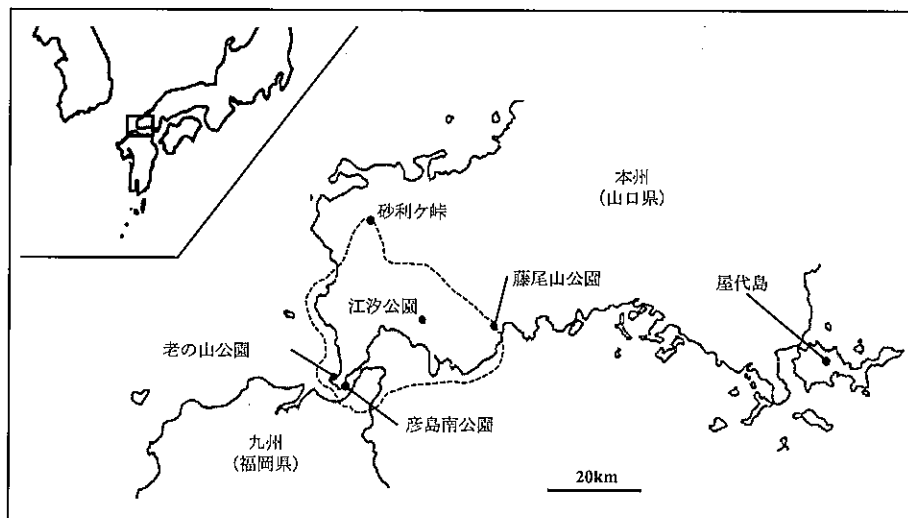 本州
(山口県)
砂利ケ峠
藤尾山公園
屋代島
江汐公園
老の山公園
彦島南公園
九州
(福岡県)
20km